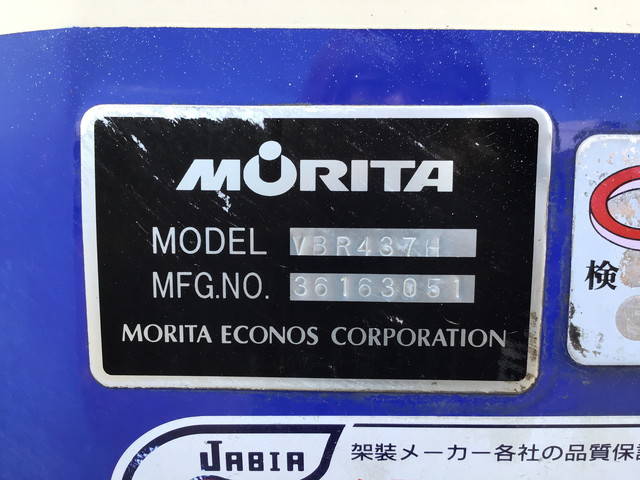 MORITA
MODEL VBR437H
MFG.NO. 36163051
MORITA ECONOS CORPORATION
検
JABIA
架装メーカー各社の品質保